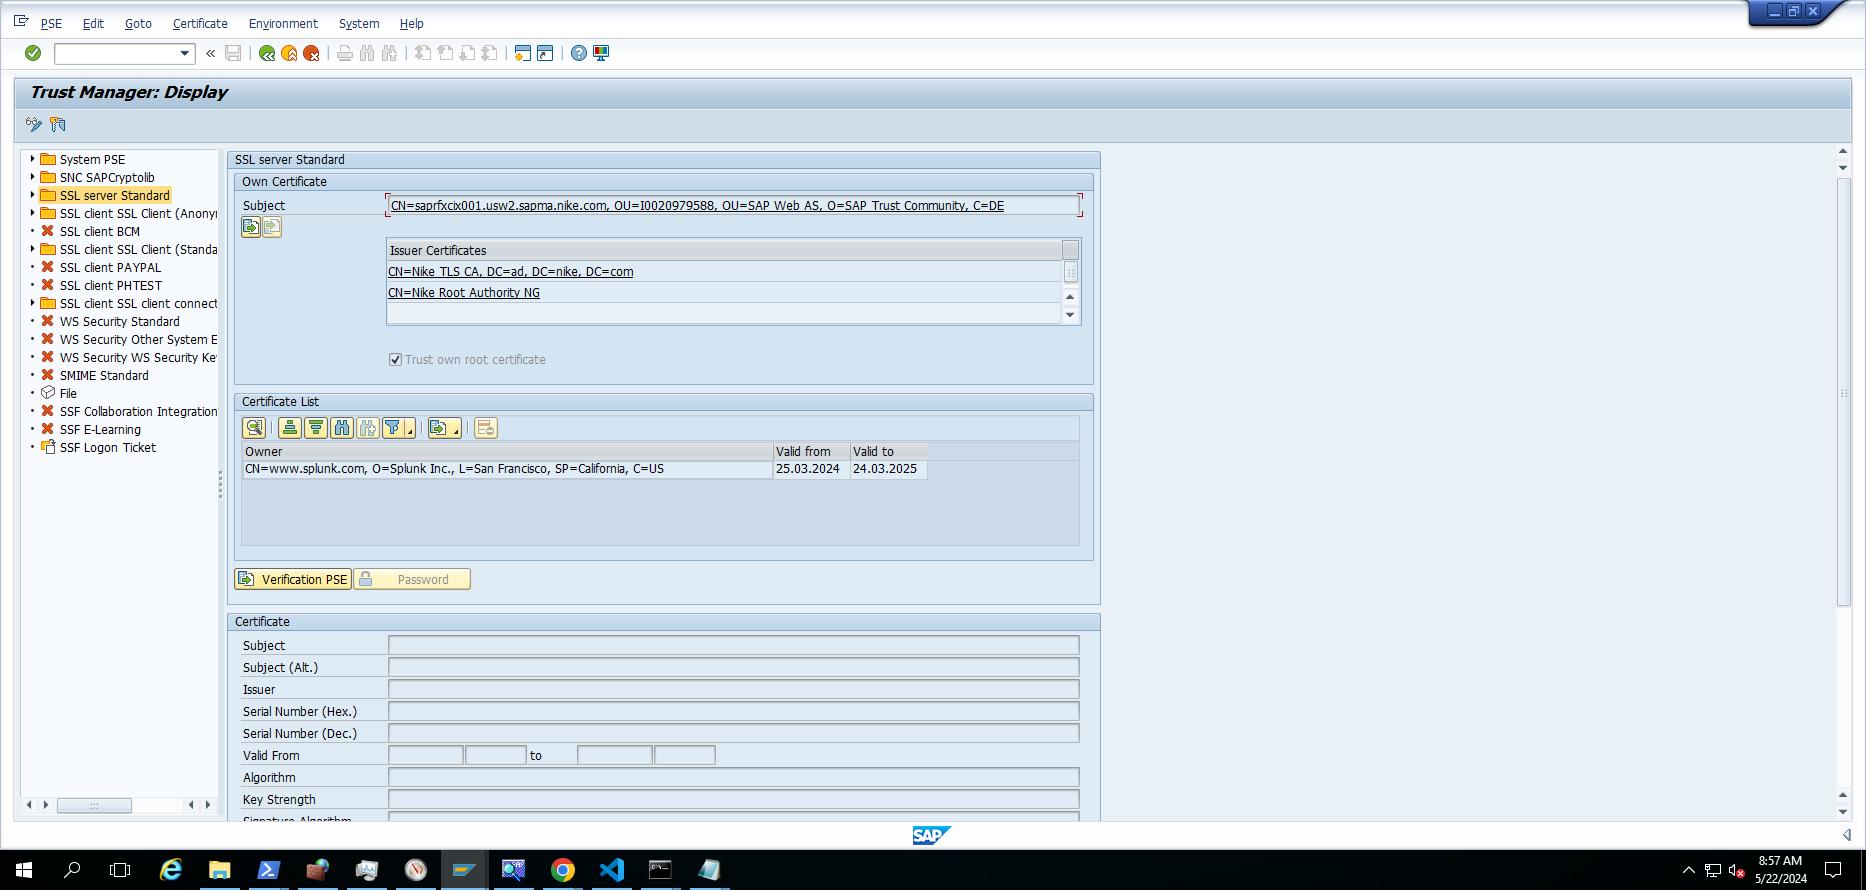 PSE Edit Goto Certificate Environment System Help
Trust Manager: Display
System PSE
SNC SAPCryptolib
SSL server Standard
SSL client SSL Client (Anony
SSL client BCM
SSL client SSL Client (Standa
SSL client PAYPAL
SSL client PHTEST
SSL client SSL client connect
WS Security Standard
WS Security Other System E
WS Security WS Security Ke
SMIME Standard
File
SSF Collaboration Integration
SSF E-Learning
SSF Logon Ticket
SSL server Standard
Own Certificate
Subject CN=saprfxcix001.usw2.sapma.nike.com, OU=I0020979588, OU=SAP Web AS, O=SAP Trust Community, C=DE
Issuer Certificates
CN=Nike TLS CA, DC=ad, DC=nike, DC=com
CN=Nike Root Authority NG
Trust own root certificate
Certificate List
Owner Valid from Valid to
CN=www.splunk.com, O=Splunk Inc., L=San Francisco, SP=California, C=US 25.03.2024 24.03.2025
Verification PSE Password
Certificate
Subject
Subject (Alt.)
Issuer
Serial Number (Hex.)
Serial Number (Dec.)
Valid From to
Algorithm
Key Strength
Signature Algorithm
SAP
8:57 AM
5/22/2024